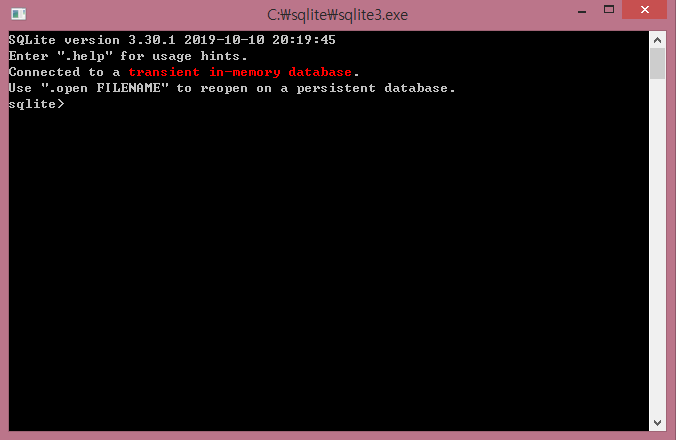 C:₩sqlite₩sqlite3.exe
SQLite version 3.30.1 2019-10-10 20:19:45
Enter ".help" for usage hints.
Connected to a transient in-memory database.
Use ".open FILENAME" to reopen on a persistent database.
sqlite>